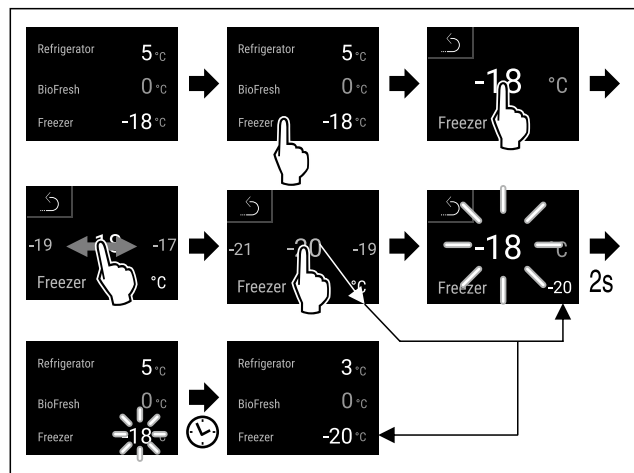 Refrigerator 5 °C
BioFresh 0 °C
Freezer -18 °C
Refrigerator 5 °C
BioFresh 0 °C
Freezer -18 °C
-18 °C
Freezer
-19 -17
Freezer °C
-21 -20 -19
Freezer °C
-18 °C
Freezer -20
2s
Refrigerator 5 °C
BioFresh 0 °C
Freezer -18 °C
Refrigerator 3 °C
BioFresh 0 °C
Freezer -20 °C